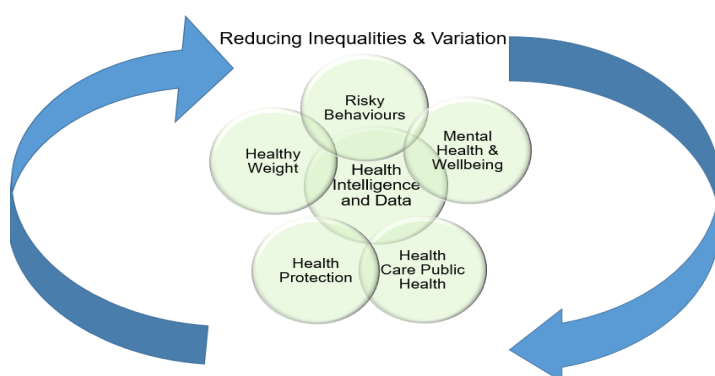 Reducing Inequalities & Variation
Risky
Behaviours
Mental
Health &
Wellbeing
Healthy
Weight
Health
Intelligence
and Data
Health
Protection
Health
Care Public
Health